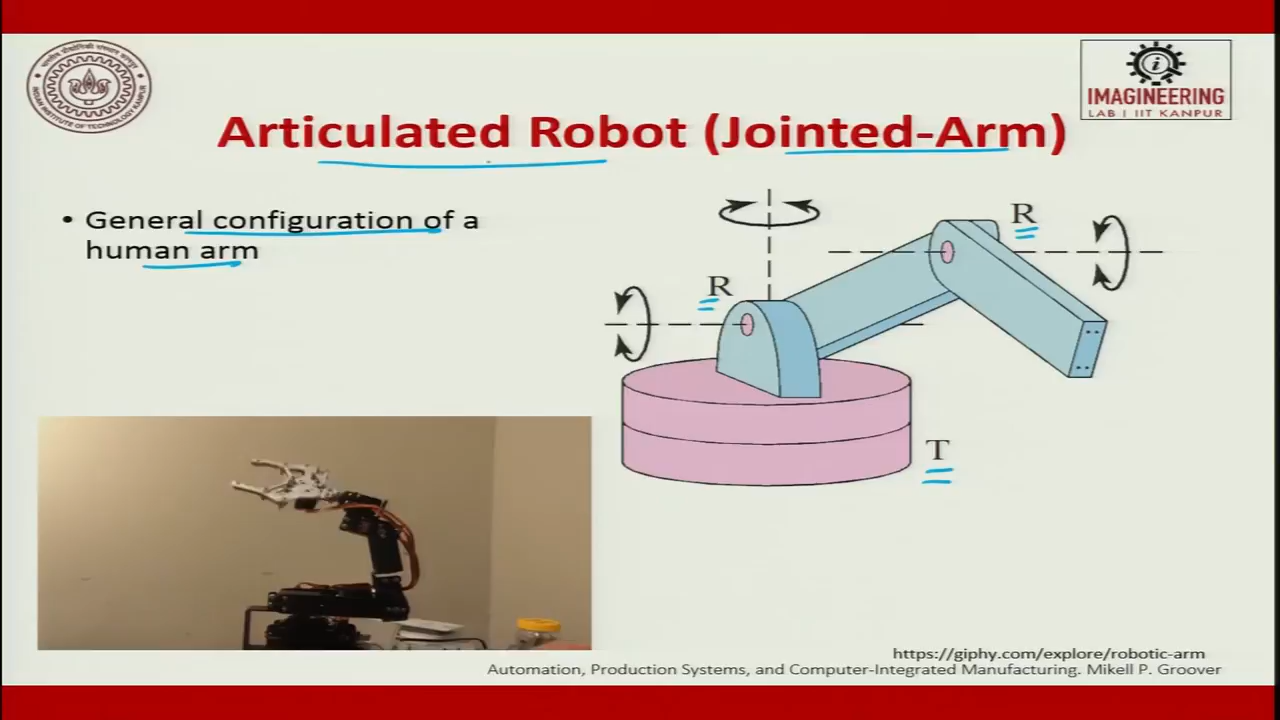 IMAGINEERING
LAB | IIT KANPUR
Articulated Robot (Jointed-Arm)
• General configuration of a
human arm
R
R
T
https://giphy.com/explore/robotic-arm
Automation, Production Systems, and Computer-Integrated Manufacturing. Mikell P. Groover